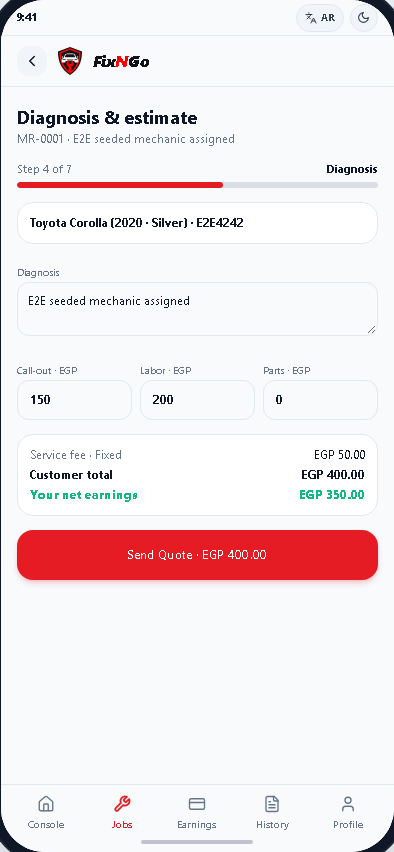 9:41
AR
FixNGo
Diagnosis & estimate
MR-0001 · E2E seeded mechanic assigned
Step 4 of 7
Diagnosis
Toyota Corolla (2020 · Silver) · E2E4242
Diagnosis
E2E seeded mechanic assigned
Call-out · EGP
Labor · EGP
Parts · EGP
150
200
0
Service fee · Fixed
EGP 50.00
Customer total
EGP 400.00
Your net earnings
EGP 350.00
Send Quote · EGP 400.00
Console
Jobs
Earnings
History
Profile